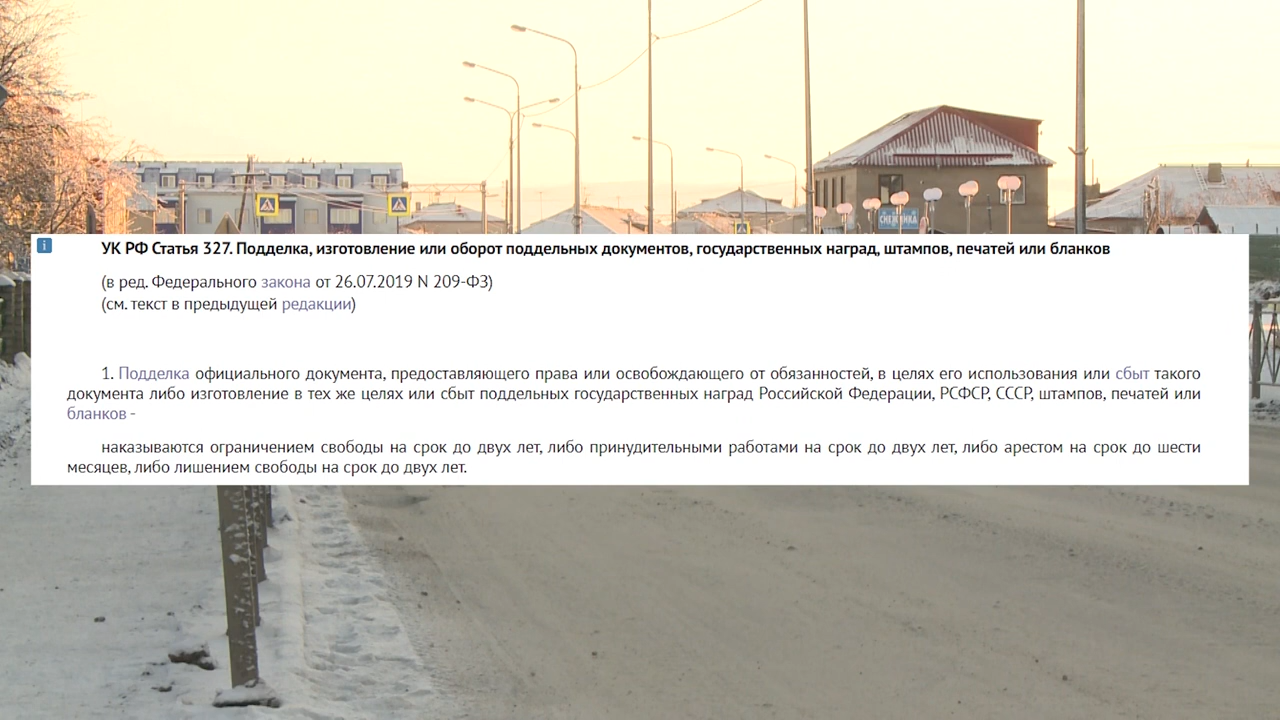 СНЕЖИНКА
i
УК РФ Статья 327. Подделка, изготовление или оборот поддельных документов, государственных наград, штампов, печатей или бланков
(в ред. Федерального закона от 26.07.2019 N 209-ФЗ)
(см. текст в предыдущей редакции)
1. Подделка официального документа, предоставляющего права или освобождающего от обязанностей, в целях его использования или сбыт такого
документа либо изготовление в тех же целях или сбыт поддельных государственных наград Российской Федерации, РСФСР, СССР, штампов, печатей или
бланков -
наказываются ограничением свободы на срок до двух лет, либо принудительными работами на срок до двух лет, либо арестом на срок до шести
месяцев, либо лишением свободы на срок до двух лет.